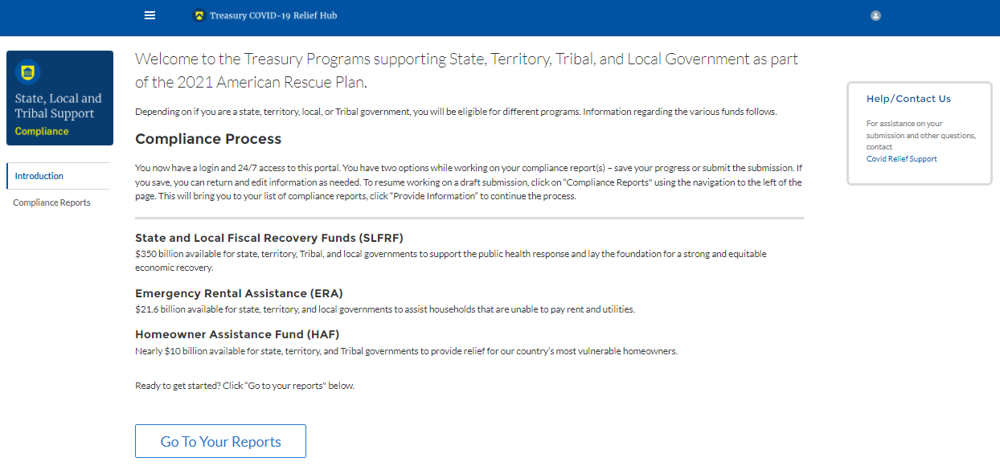 Treasury COVID-19 Relief Hub
State, Local and
Tribal Support
Compliance
Introduction
Compliance Reports
Welcome to the Treasury Programs supporting State, Territory, Tribal, and Local Government as part
of the 2021 American Rescue Plan.
Depending on if you are a state, territory, local, or Tribal government, you will be eligible for different programs. Information regarding the various funds follows.
Compliance Process
You now have a login and 24/7 access to this portal. You have two options while working on your compliance report(s) – save your progress or submit the submission. If
you save, you can return and edit information as needed. To resume working on a draft submission, click on “Compliance Reports" using the navigation to the left of the
page. This will bring you to your list of compliance reports, click “Provide Information” to continue the process.
State and Local Fiscal Recovery Funds (SLFRF)
$350 billion available for state, territory, Tribal, and local governments to support the public health response and lay the foundation for a strong and equitable
economic recovery.
Emergency Rental Assistance (ERA)
$21.6 billion available for state, territory, and local governments to assist households that are unable to pay rent and utilities.
Homeowner Assistance Fund (HAF)
Nearly $10 billion available for state, territory, and Tribal governments to provide relief for our country’s most vulnerable homeowners.
Ready to get started? Click “Go to your reports" below.
Go To Your Reports
Help/Contact Us
For assistance on your
submission and other questions,
contact
Covid Relief Support